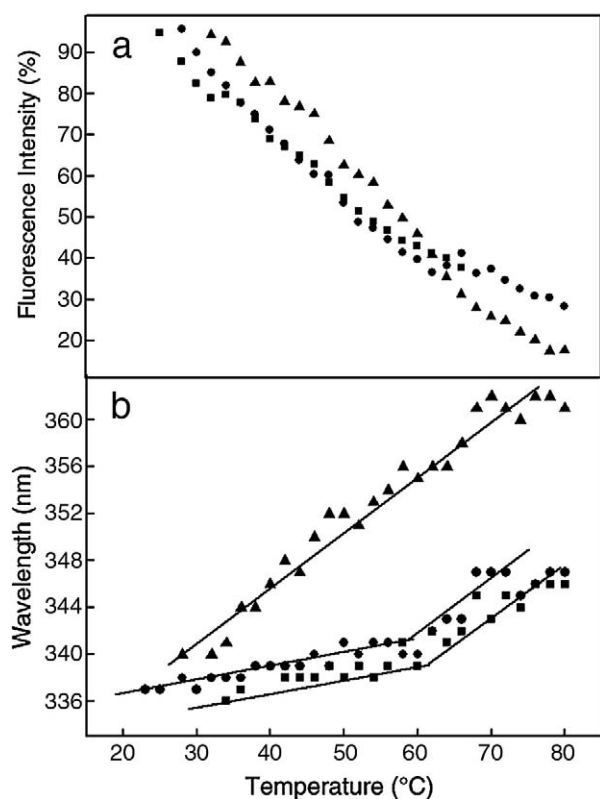 a
Fluorescence Intensity (%)
90
80
70
60
50
40
30
20
b
Wavelength (nm)
360
356
352
348
344
340
336
20 30 40 50 60 70 80
Temperature (°C)